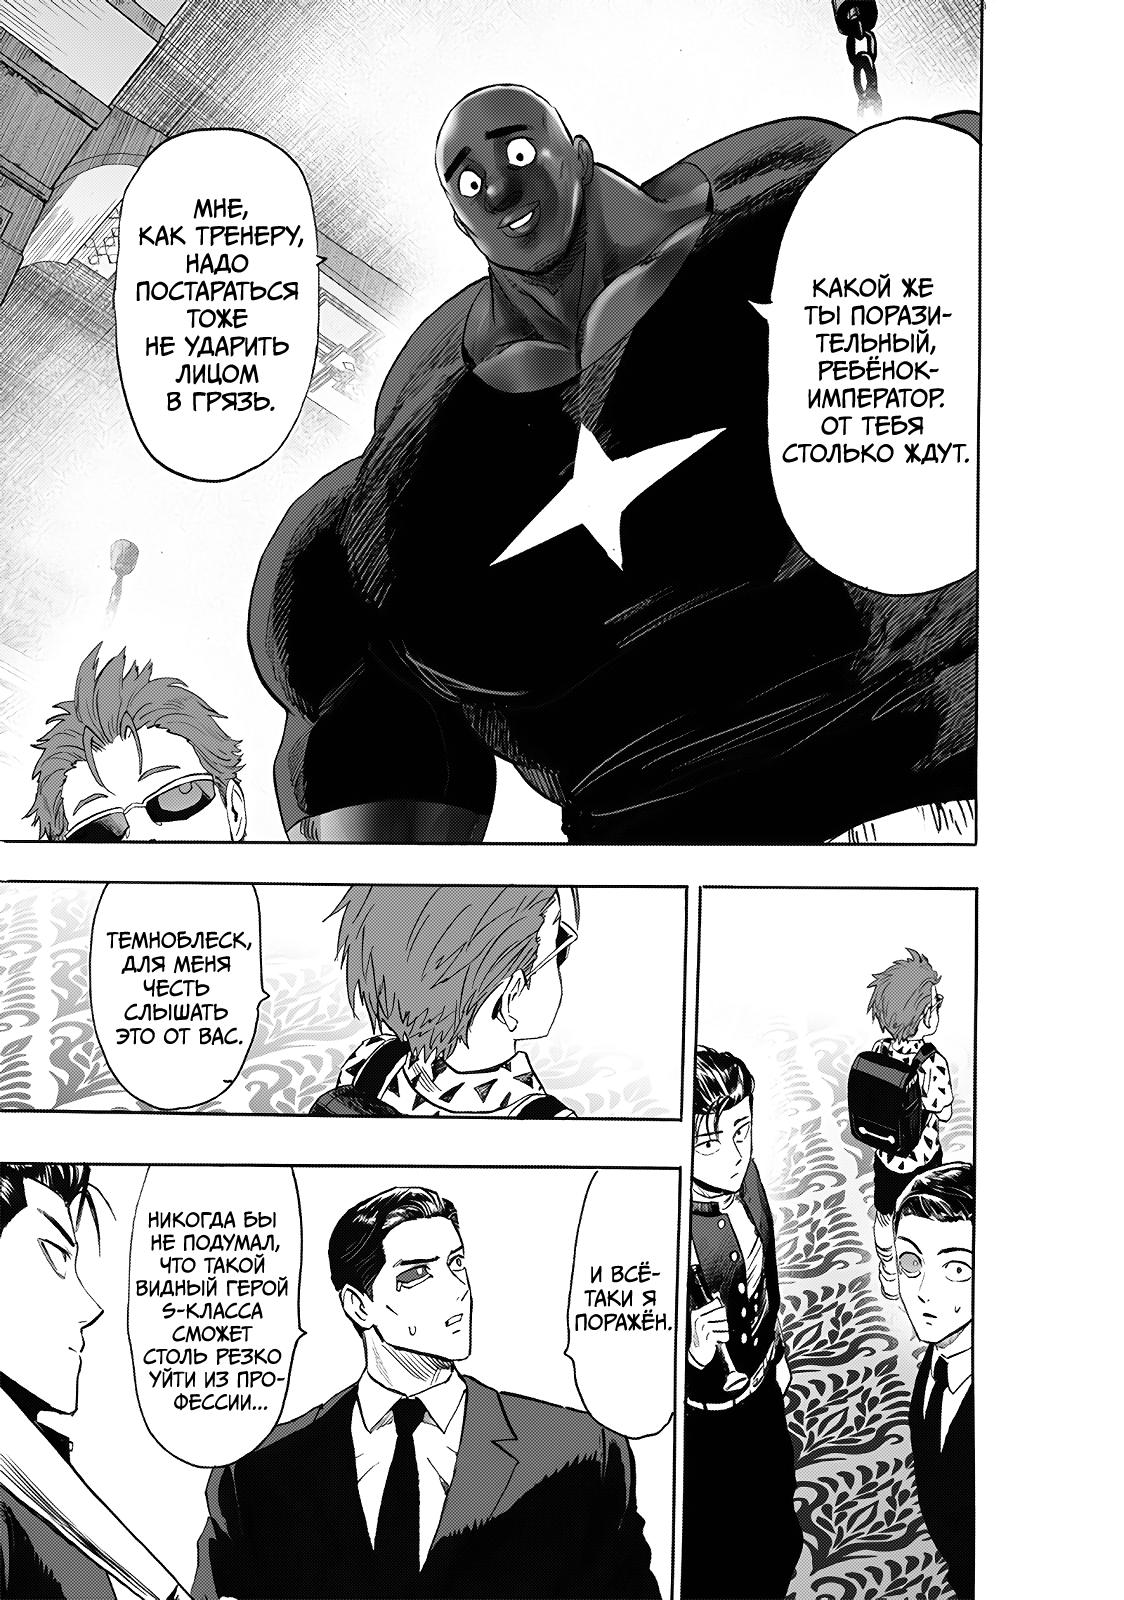 КАКОЙ ЖЕ
ТЫ ПОРАЗИ-
ТЕЛЬНЫЙ,
РЕБЁНОК-
ИМПЕРАТОР.
ОТ ТЕБЯ
СТОЛЬКО ЖДУТ.
МНЕ,
КАК ТРЕНЕРУ,
НАДО
ПОСТАРАТЬСЯ
ТОЖЕ
НЕ УДАРИТЬ
ЛИЦОМ
В ГРЯЗЬ.
ТЕМНОБЛЕСК,
ДЛЯ МЕНЯ
ЧЕСТЬ
СЛЫШАТЬ
ЭТО ОТ ВАС.
И ВСЁ-
ТАКИ Я
ПОРАЖЁН.
НИКОГДА БЫ
НЕ ПОДУМАЛ,
ЧТО ТАКОЙ
ВИДНЫЙ ГЕРОЙ
S-КЛАССА
СМОЖЕТ
СТОЛЬ РЕЗКО
УЙТИ ИЗ ПРО-
ФЕССИИ...